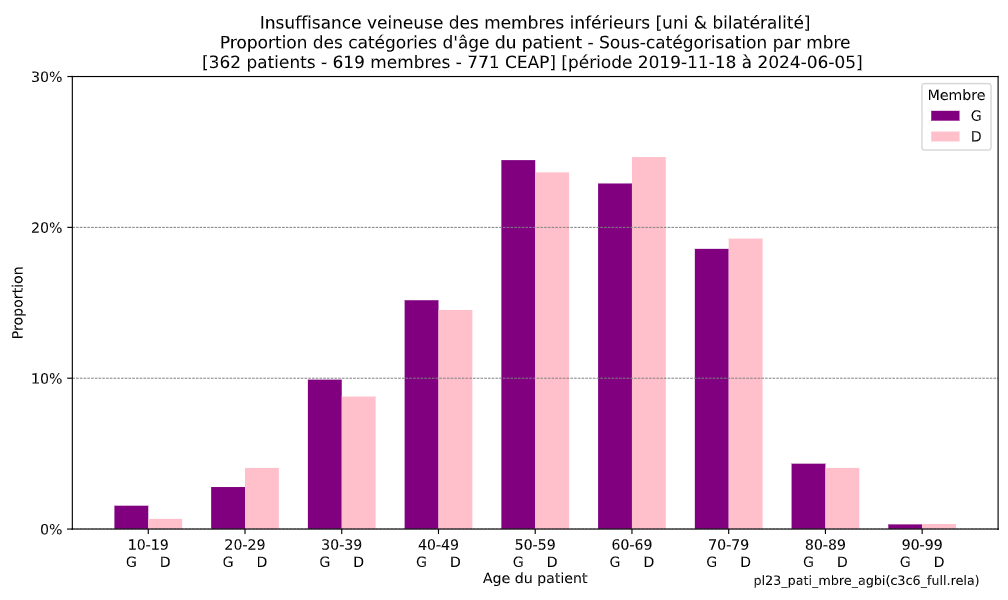 Insuffisance veineuse des membres inférieurs [uni & bilatéralité]
Proportion des catégories d'âge du patient - Sous-catégorisation par mbre
[362 patients - 619 membres - 771 CEAP] [période 2019-11-18 à 2024-06-05]
30%
20%
10%
0%
Proportion
Membre
G
D
10-19 20-29 30-39 40-49 50-59 60-69 70-79 80-89 90-99
G D G D G D G D G D G D G D G D G D
Age du patient
pl23_pati_mbre_agbi(c3c6_full.rela)